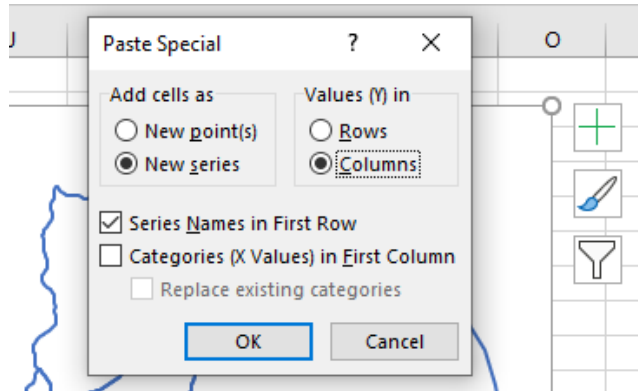 Paste Special ? O
Add cells as Values (Y) in
New point(s) Rows
New series Columns
Series Names in First Row
Categories (X Values) in First Column
Replace existing categories
OK Cancel